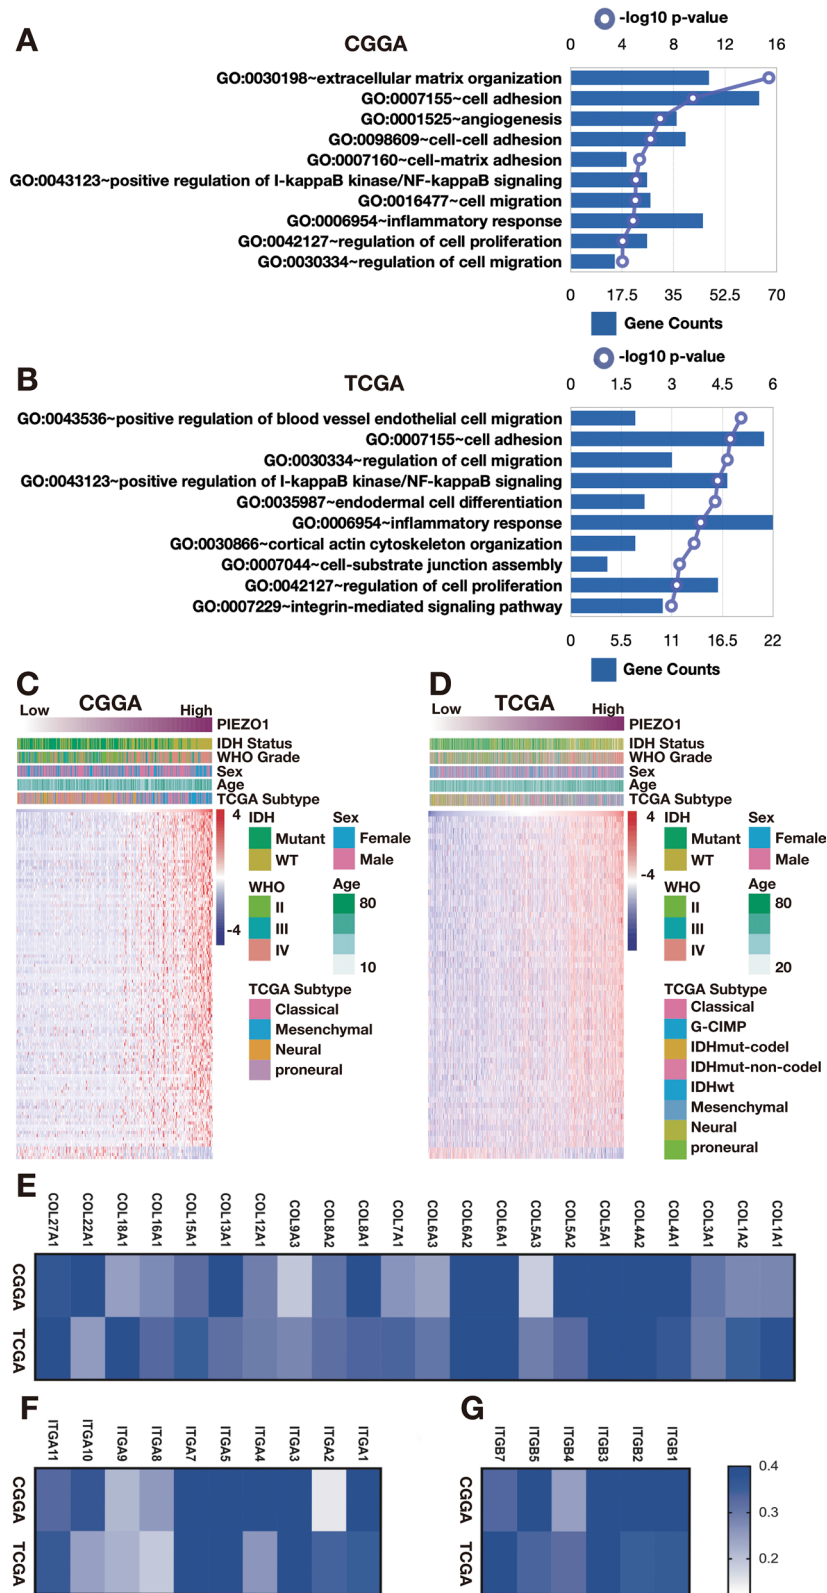 A
CGGA
-log10 p-value
0 4 8 12 16
GO:0030198~extracellular matrix organization
GO:0007155~cell adhesion
GO:0001525~angiogenesis
GO:0098609~cell-cell adhesion
GO:0007160~cell-matrix adhesion
GO:0043123~positive regulation of I-kappaB kinase/NF-kappaB signaling
GO:0016477~cell migration
GO:0006954~inflammatory response
GO:0042127~regulation of cell proliferation
GO:0030334~regulation of cell migration
0 17.5 35 52.5 70
Gene Counts
B
TCGA
-log10 p-value
0 1.5 3 4.5 6
GO:0043536~positive regulation of blood vessel endothelial cell migration
GO:0007155~cell adhesion
GO:0030334~regulation of cell migration
GO:0043123~positive regulation of I-kappaB kinase/NF-kappaB signaling
GO:0035987~endodermal cell differentiation
GO:0006954~inflammatory response
GO:0030866~cortical actin cytoskeleton organization
GO:0007044~cell-substrate junction assembly
GO:0042127~regulation of cell proliferation
GO:0007229~integrin-mediated signaling pathway
0 5.5 11 16.5 22
Gene Counts
C
CGGA
Low High
PIEZO1
IDH Status
WHO Grade
Sex
Age
TCGA Subtype
4
-4
IDH
Mutant
WT
Sex
Female
Male
WHO
II
III
IV
Age
80
10
TCGA Subtype
Classical
Mesenchymal
Neural
proneural
D
TCGA
Low High
PIEZO1
IDH Status
WHO Grade
Sex
Age
TCGA Subtype
4
-4
IDH
Mutant
WT
Sex
Female
Male
WHO
II
III
IV
Age
80
20
TCGA Subtype
Classical
G-CIMP
IDHmut-codel
IDHmut-non-codel
IDHwt
Mesenchymal
Neural
proneural
E
COL27A1
COL22A1
COL18A1
COL16A1
COL15A1
COL13A1
COL12A1
COL9A3
COL8A2
COL8A1
COL7A1
COL6A3
COL6A2
COL6A1
COL5A3
COL5A2
COL5A1
COL4A2
COL4A1
COL3A1
COL1A2
COL1A1
CGGA
TCGA
F
ITGA11
ITGA10
ITGA9
ITGA8
ITGA7
ITGA5
ITGA4
ITGA3
ITGA2
ITGA1
CGGA
TCGA
G
ITGB7
ITGB5
ITGB4
ITGB3
ITGB2
ITGB1
CGGA
TCGA
0.4
0.3
0.2